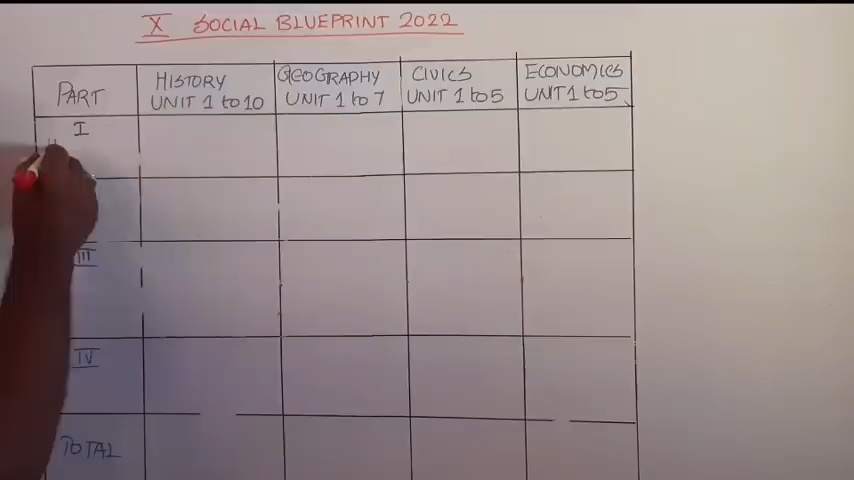 X SOCIAL BLUEPRINT 2022
PART
HISTORY
UNIT 1 to 10
GEOGRAPHY
UNIT 1 to 7
CIVICS
UNIT 1 to 5
ECONOMICS
UNIT 1 to 5
I
III
IV
TOTAL